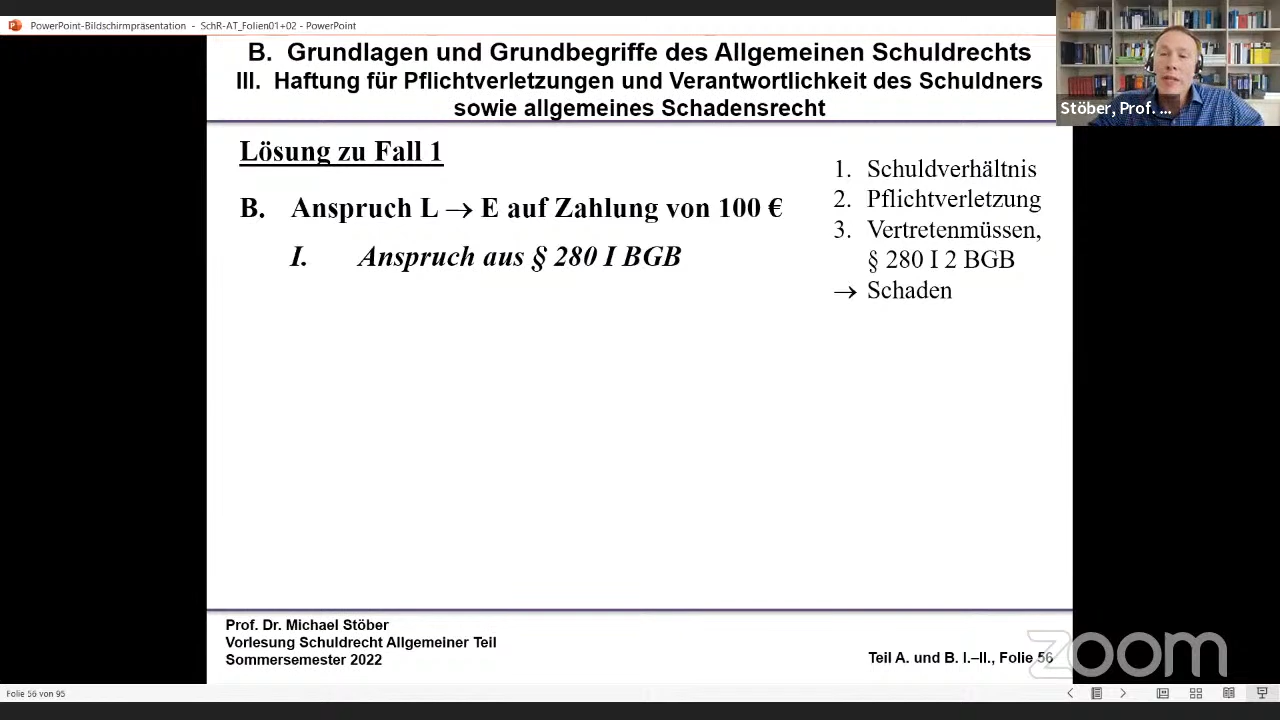 PowerPoint-Bildschirmpräsentation - SchR-AT_Folien01+02 - PowerPoint
B. Grundlagen und Grundbegriffe des Allgemeinen Schuldrechts
III. Haftung für Pflichtverletzungen und Verantwortlichkeit des Schuldners
sowie allgemeines Schadensrecht
Stöber, Prof. ...
Lösung zu Fall 1
B. Anspruch L → E auf Zahlung von 100 €
I. Anspruch aus § 280 I BGB
1. Schuldverhältnis
2. Pflichtverletzung
3. Vertretenmüssen,
§ 280 I 2 BGB
→ Schaden
Prof. Dr. Michael Stöber
Vorlesung Schuldrecht Allgemeiner Teil
Sommersemester 2022
Teil A. und B. I.–II., Folie 56
zoom
Folie 56 von 95